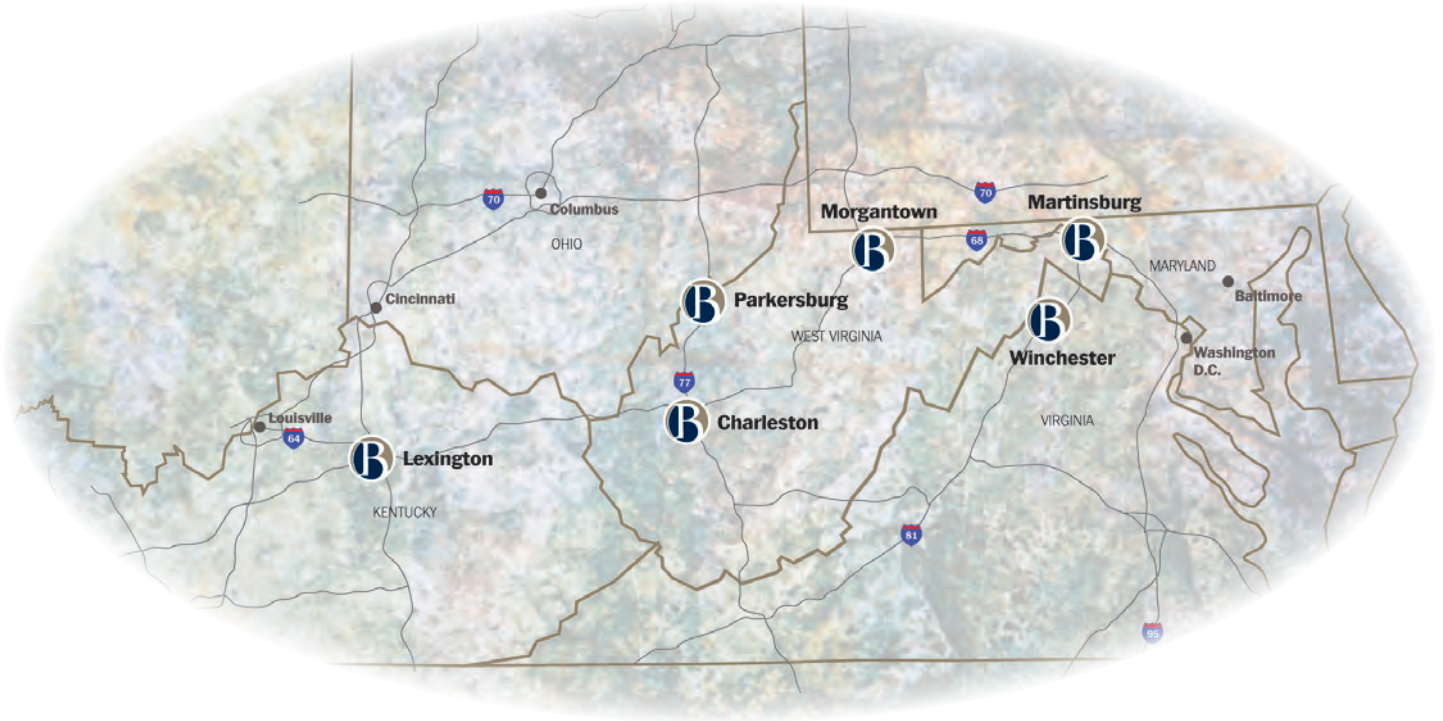 70
Columbus
OHIO
Morgantown
B
70
Martinsburg
B
68
MARYLAND
Baltimore
Cincinnati
B
Parkersburg
WEST VIRGINIA
B
Winchester
Washington
D.C.
77
Louisville
64
B
Charleston
VIRGINIA
B
Lexington
KENTUCKY
81
95